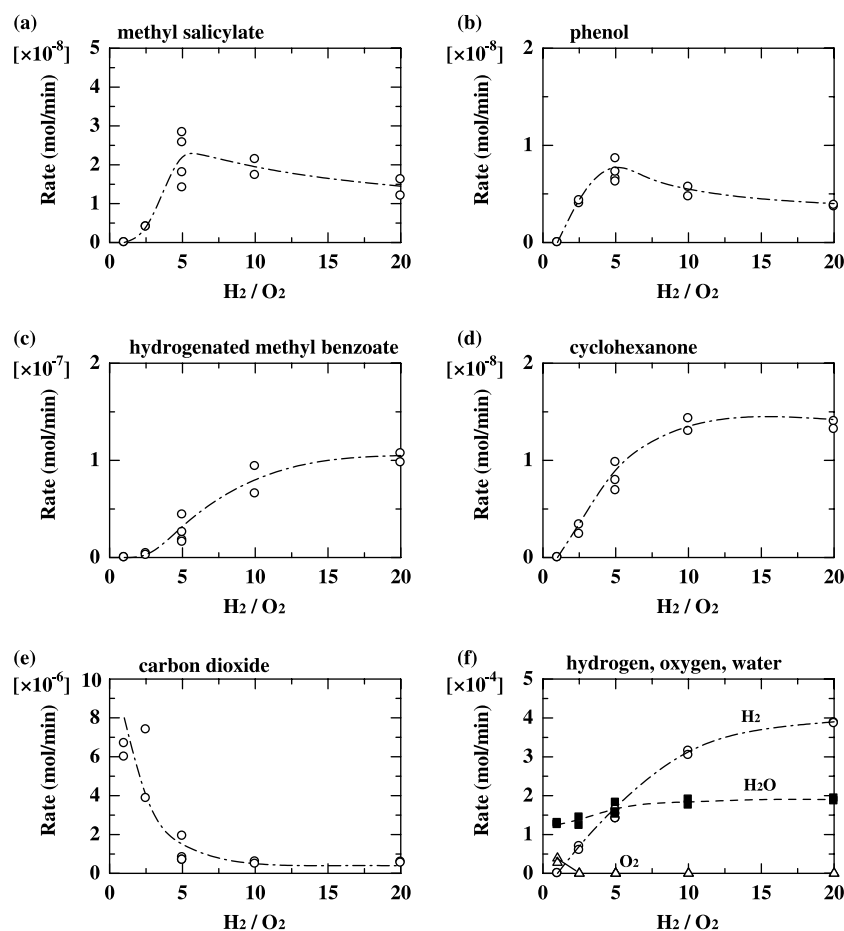 (a) methyl salicylate
[×10-8]
Rate (mol/min)
5
4
3
2
1
0
0 5 10 15 20
H2 / O2
(b) phenol
[×10-8]
Rate (mol/min)
2
1
0
0 5 10 15 20
H2 / O2
(c) hydrogenated methyl benzoate
[×10-7]
Rate (mol/min)
2
1
0
0 5 10 15 20
H2 / O2
(d) cyclohexanone
[×10-8]
Rate (mol/min)
2
1
0
0 5 10 15 20
H2 / O2
(e) carbon dioxide
[×10-6]
Rate (mol/min)
10
8
6
4
2
0
0 5 10 15 20
H2 / O2
(f) hydrogen, oxygen, water
[×10-4]
Rate (mol/min)
5
4
3
2
1
0
H2
H2O
O2
0 5 10 15 20
H2 / O2